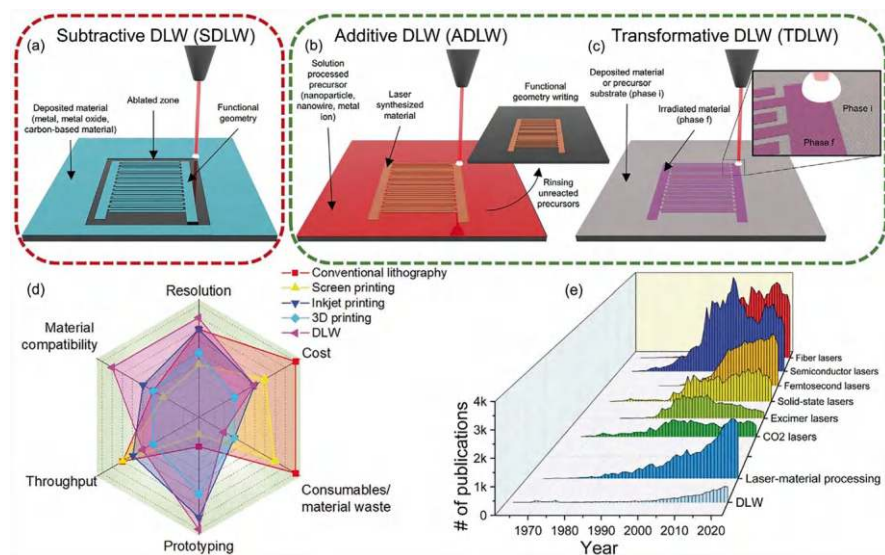 (a)
Subtractive DLW (SDLW)
Deposited material
(metal, metal oxide,
carbon-based material)
Ablated zone
Functional
geometry
(b)
Additive DLW (ADLW)
Solution
processed
precursor
(nanoparticle,
nanowire, metal
ion)
Laser
synthesized
material
Functional
geometry writing
Rinsing
unreacted
precursors
(c)
Transformative DLW (TDLW)
Deposited material
or precursor
substrate (phase i)
Irradiated material
(phase f)
Phase i
Phase f
(d)
Resolution
Cost
Consumables/
material waste
Prototyping
Throughput
Material
compatibility
Conventional lithography
Screen printing
Inkjet printing
3D printing
DLW
(e)
Fiber lasers
Semiconductor lasers
Femtosecond lasers
Solid-state lasers
Excimer lasers
CO2 lasers
Laser-material processing
DLW
# of publications
4k
3k
2k
1k
0
1970 1980 1990 2000 2010 2020
Year